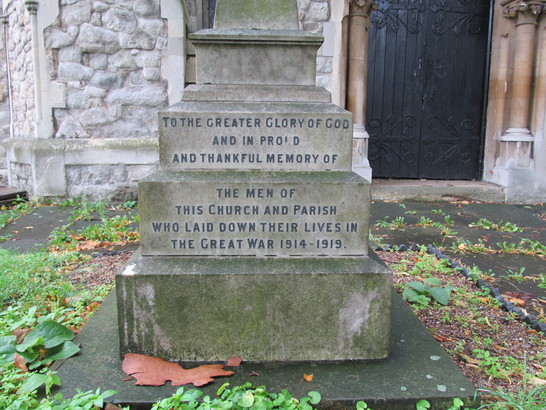 TO THE GREATER GLORY OF GOD
AND IN PROUD
AND THANKFUL MEMORY OF
THE MEN OF
THIS CHURCH AND PARISH
WHO LAID DOWN THEIR LIVES IN
THE GREAT WAR 1914-1919.